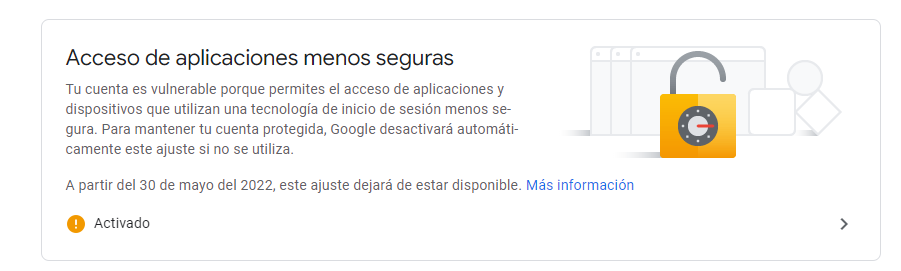 Acceso de aplicaciones menos seguras
Tu cuenta es vulnerable porque permites el acceso de aplicaciones y
dispositivos que utilizan una tecnología de inicio de sesión menos se-
gura. Para mantener tu cuenta protegida, Google desactivará automáti-
camente este ajuste si no se utiliza.
A partir del 30 de mayo del 2022, este ajuste dejará de estar disponible. Más información
Activado